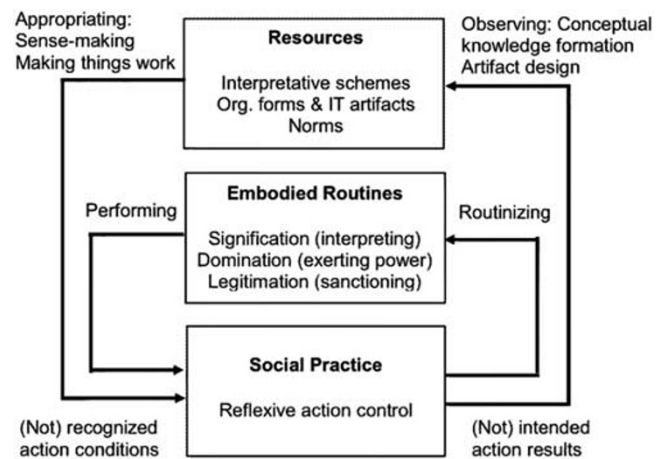 Appropriating:
Sense-making
Making things work
Resources
Interpretative schemes
Org. forms & IT artifacts
Norms
Observing: Conceptual
knowledge formation
Artifact design
Performing
Embodied Routines
Signification (interpreting)
Domination (exerting power)
Legitimation (sanctioning)
Routinizing
Social Practice
Reflexive action control
(Not) recognized
action conditions
(Not) intended
action results